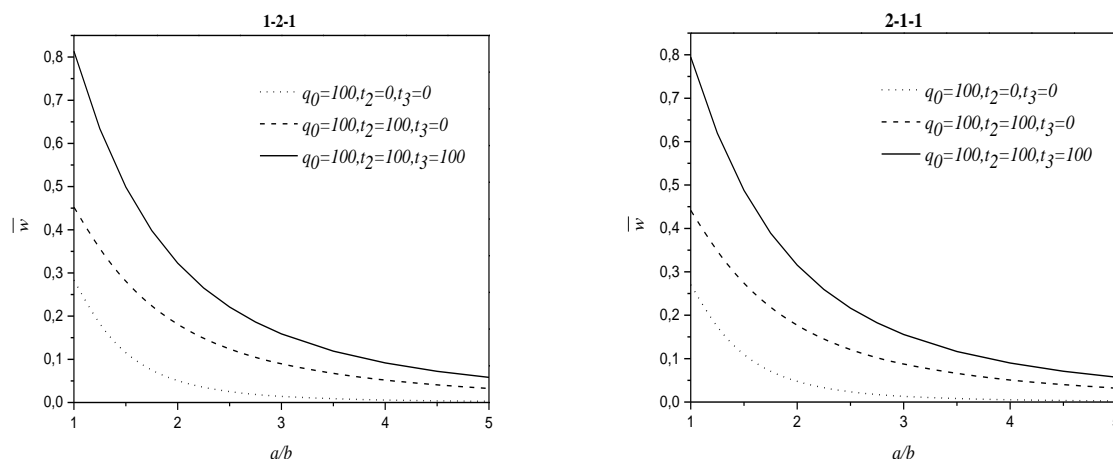 1-2-1
0,8
0,7
0,6
0,5
0,4
0,3
0,2
0,1
0,0
w
q0=100,t2=0,t3=0
q0=100,t2=100,t3=0
q0=100,t2=100,t3=100
1 2 3 4 5
a/b
2-1-1
0,8
0,7
0,6
0,5
0,4
0,3
0,2
0,1
0,0
w
q0=100,t2=0,t3=0
q0=100,t2=100,t3=0
q0=100,t2=100,t3=100
1 2 3 4 5
a/b